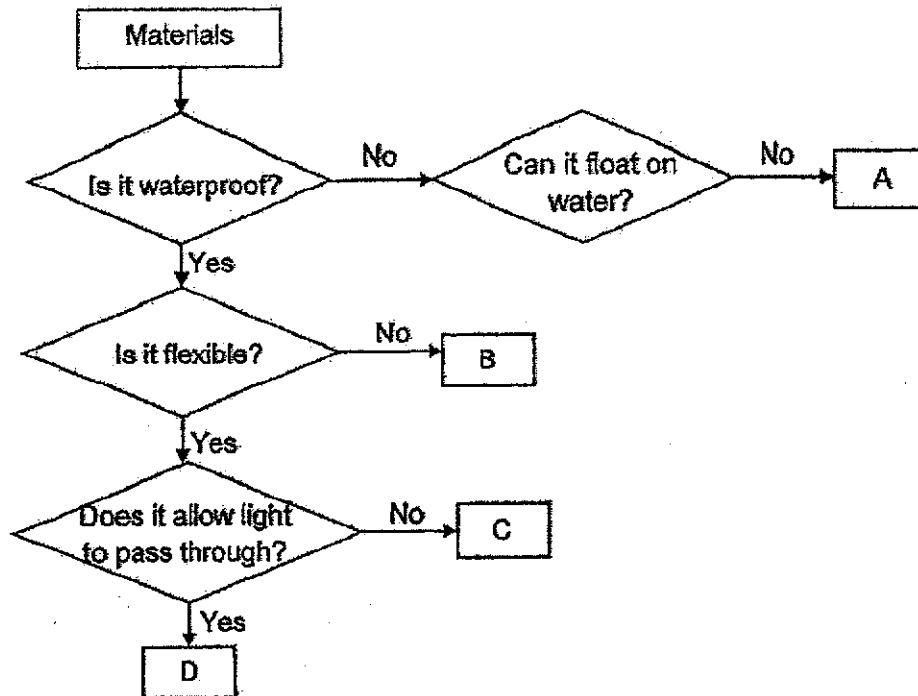 Materials
Is it waterproof?
No
Can it float on
water?
No
A
Yes
Is it flexible?
No
B
Yes
Does it allow light
to pass through?
No
C
Yes
D